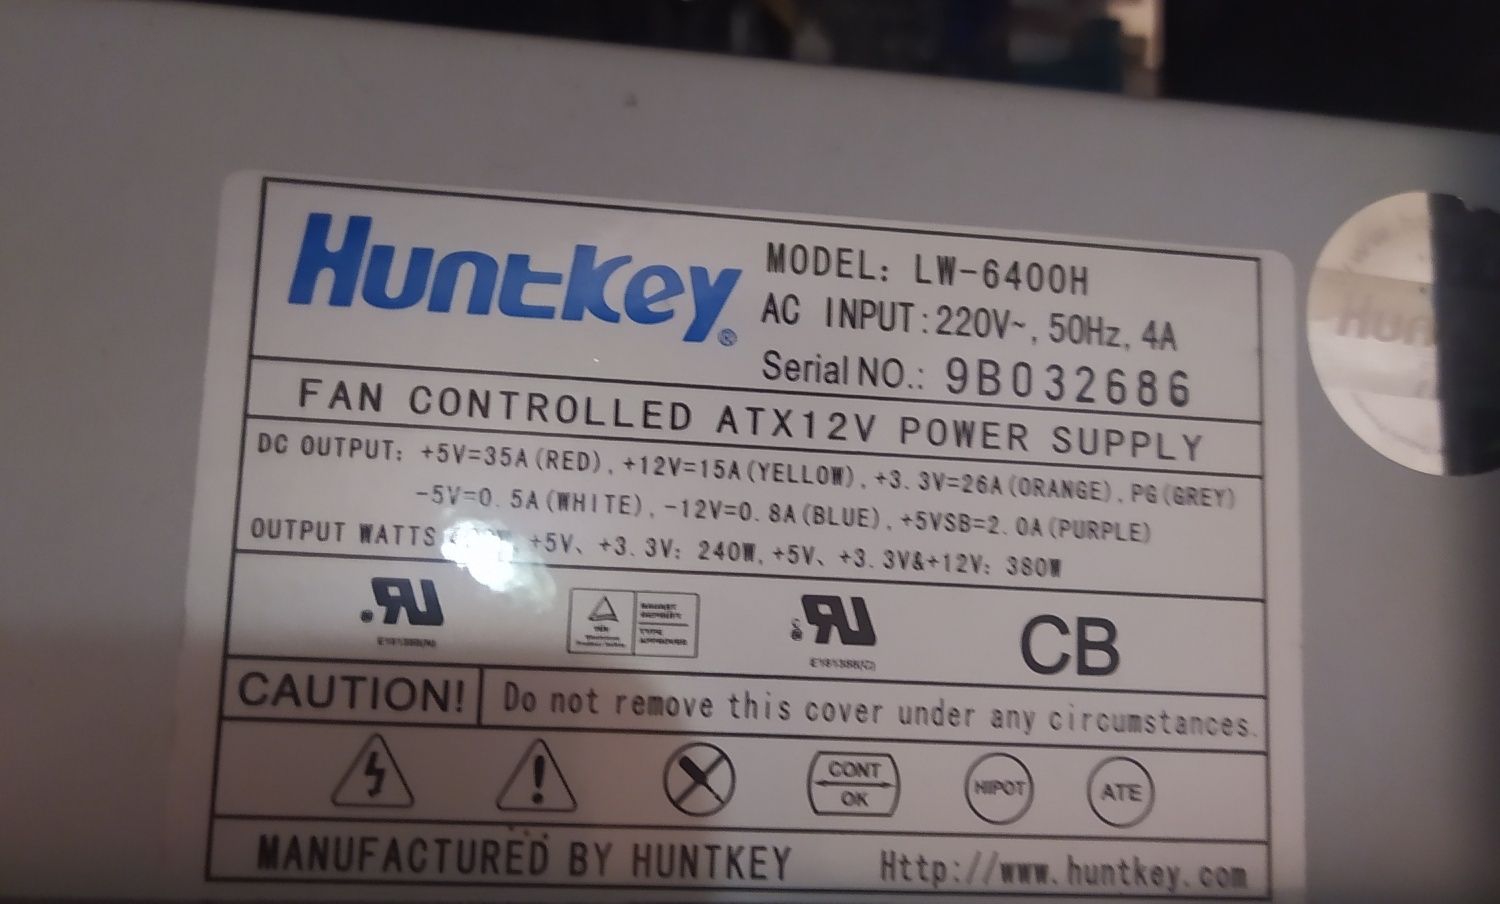 Huntkey®
MODEL: LW-6400H
AC INPUT:220V~, 50Hz, 4A
Serial NO.: 9B032686
FAN CONTROLLED ATX12V POWER SUPPLY
DC OUTPUT: +5V=35A(RED), +12V=15A(YELLOW), +3.3V=26A(ORANGE), PG(GREY)
-5V=0.5A(WHITE), -12V=0.8A(BLUE), +5VSB=2.0A(PURPLE)
OUTPUT WATTS +5V、+3.3V: 240W, +5V、+3.3V&+12V: 380W
CB
CAUTION! Do not remove this cover under any circumstances.
CONT
OK
HIPOT
ATE
MANUFACTURED BY HUNTKEY Http://www.huntkey.com